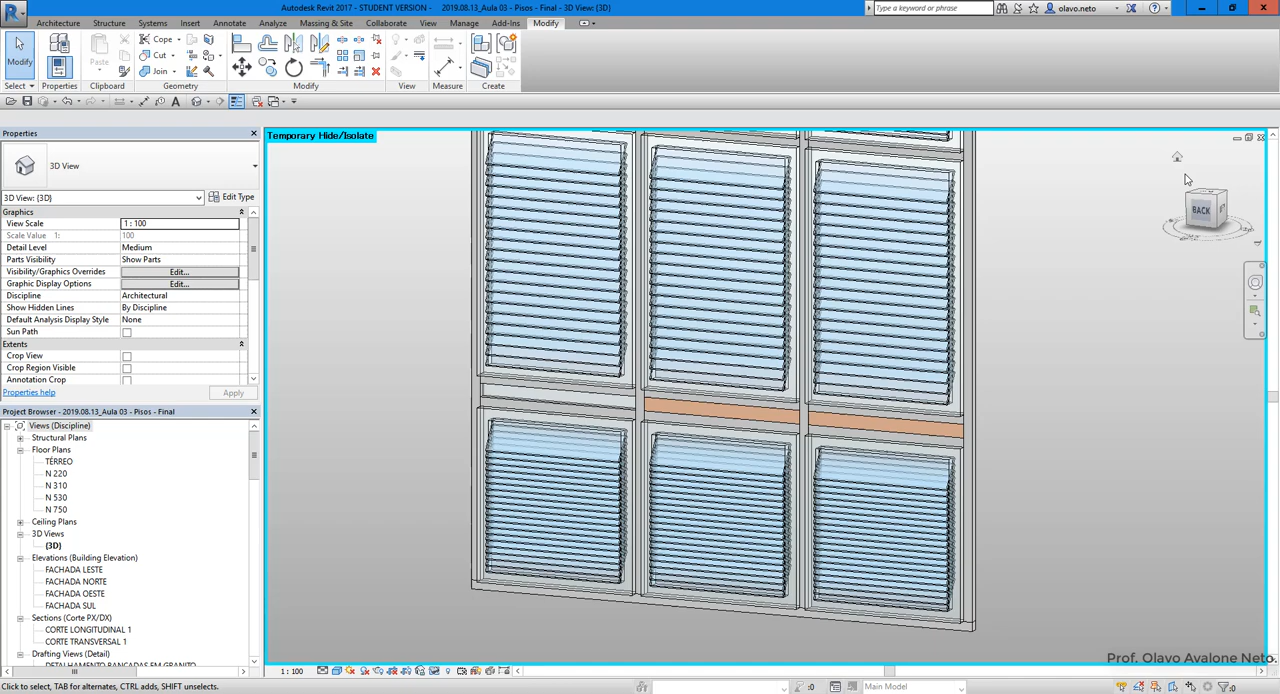 Autodesk Revit 2017 - STUDENT VERSION - 2019.08.13_Aula 03 - Pisos - Final - 3D View: {3D}
Type a keyword or phrase
olavo.neto
Architecture Structure Systems Insert Annotate Analyze Massing & Site Collaborate View Manage Add-Ins Modify
Modify
Paste
Cope
Cut
Join
Select Properties Clipboard Geometry Modify View Measure Create
Properties
3D View
3D View: {3D}
Edit Type
Graphics
View Scale 1 : 100
Scale Value 1: 100
Detail Level Medium
Parts Visibility Show Parts
Visibility/Graphics Overrides Edit...
Graphic Display Options Edit...
Discipline Architectural
Show Hidden Lines By Discipline
Default Analysis Display Style None
Sun Path
Extents
Crop View
Crop Region Visible
Annotation Crop
Properties help
Apply
Project Browser - 2019.08.13_Aula 03 - Pisos - Final
Views (Discipline)
Structural Plans
Floor Plans
TÉRREO
N 220
N 310
N 530
N 750
Ceiling Plans
3D Views
{3D}
Elevations (Building Elevation)
FACHADA LESTE
FACHADA NORTE
FACHADA OESTE
FACHADA SUL
Sections (Corte PX/DX)
CORTE LONGITUDINAL 1
CORTE TRANSVERSAL 1
Drafting Views (Detail)
DETALHAMENTO BANCADAS EM GRANITO
Temporary Hide/Isolate
BACK
Prof. Olavo Avalone Neto
1 : 100
Click to select, TAB for alternates, CTRL adds, SHIFT unselects.
:0
Main Model
:0